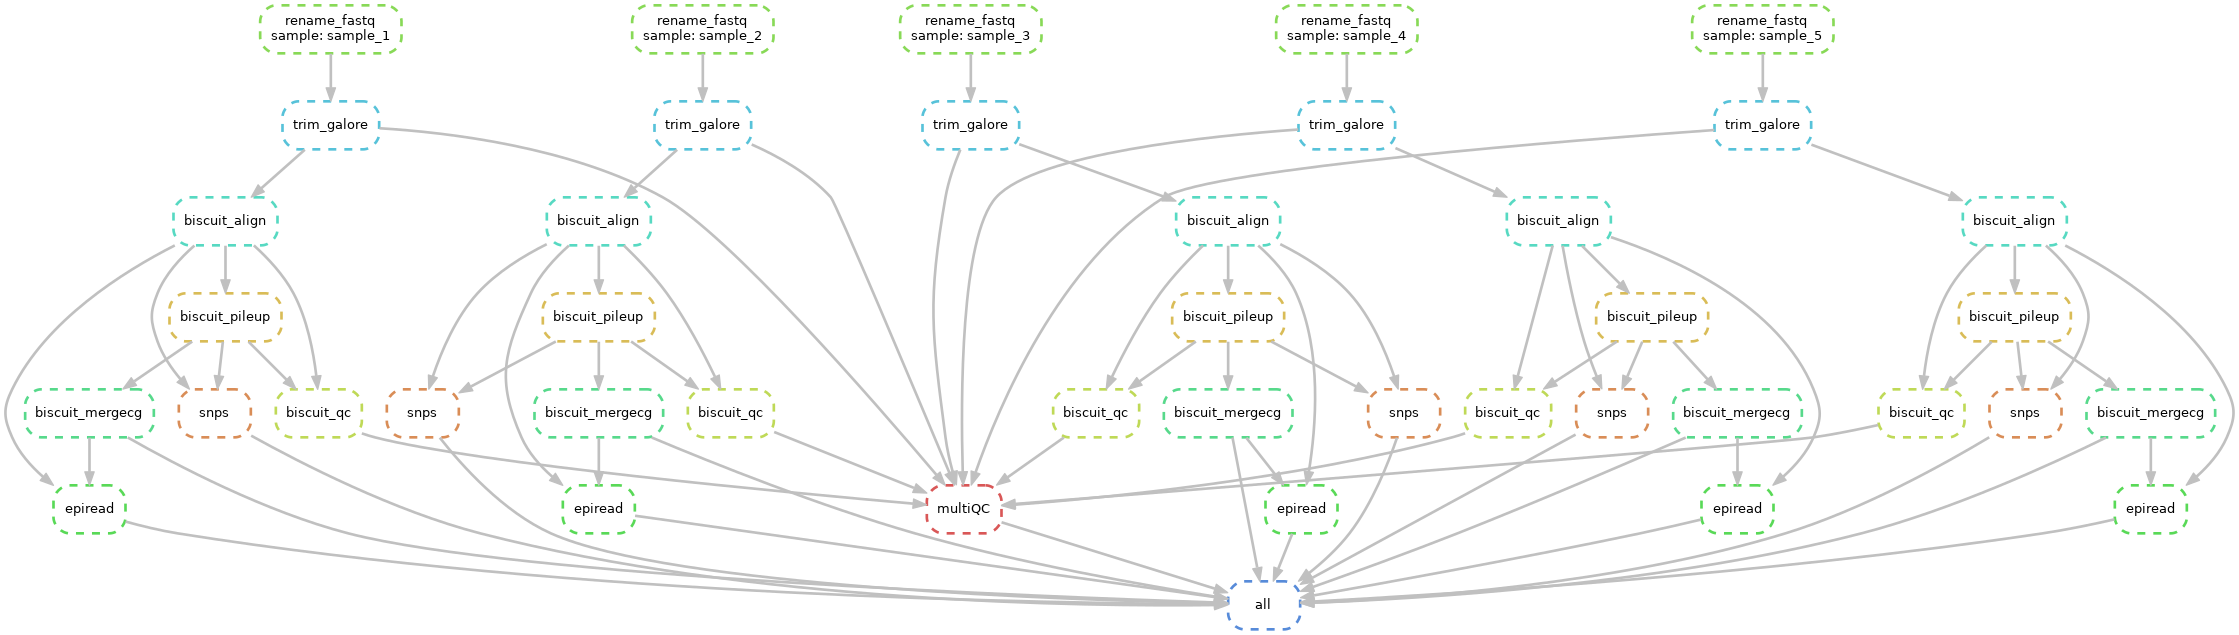 rename_fastq
sample: sample_1
rename_fastq
sample: sample_2
rename_fastq
sample: sample_3
rename_fastq
sample: sample_4
rename_fastq
sample: sample_5
trim_galore
trim_galore
trim_galore
trim_galore
trim_galore
biscuit_align
biscuit_align
biscuit_align
biscuit_align
biscuit_align
biscuit_pileup
biscuit_pileup
biscuit_pileup
biscuit_pileup
biscuit_pileup
biscuit_mergecg
snps
biscuit_qc
snps
biscuit_mergecg
biscuit_qc
biscuit_qc
biscuit_mergecg
snps
biscuit_qc
snps
biscuit_mergecg
biscuit_qc
snps
biscuit_mergecg
epiread
epiread
multiQC
epiread
epiread
epiread
all